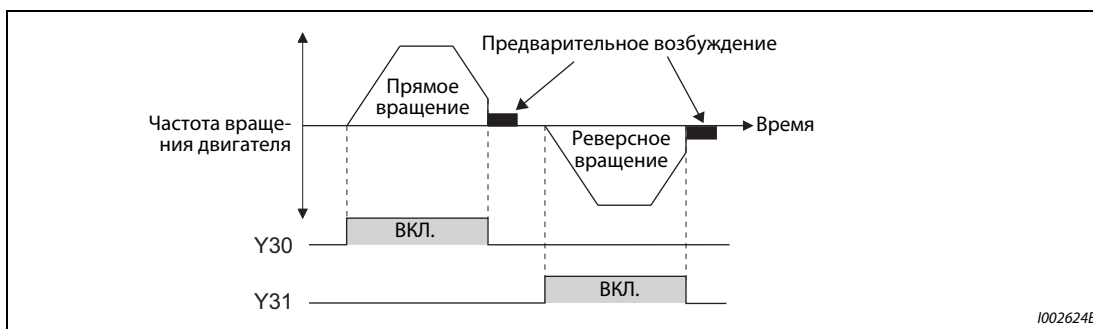 Предварительное возбуждение
Прямое
вращение
Частота враще-
ния двигателя
Время
Реверсное
вращение
ВКЛ.
Y30
ВКЛ.
Y31
I002624E